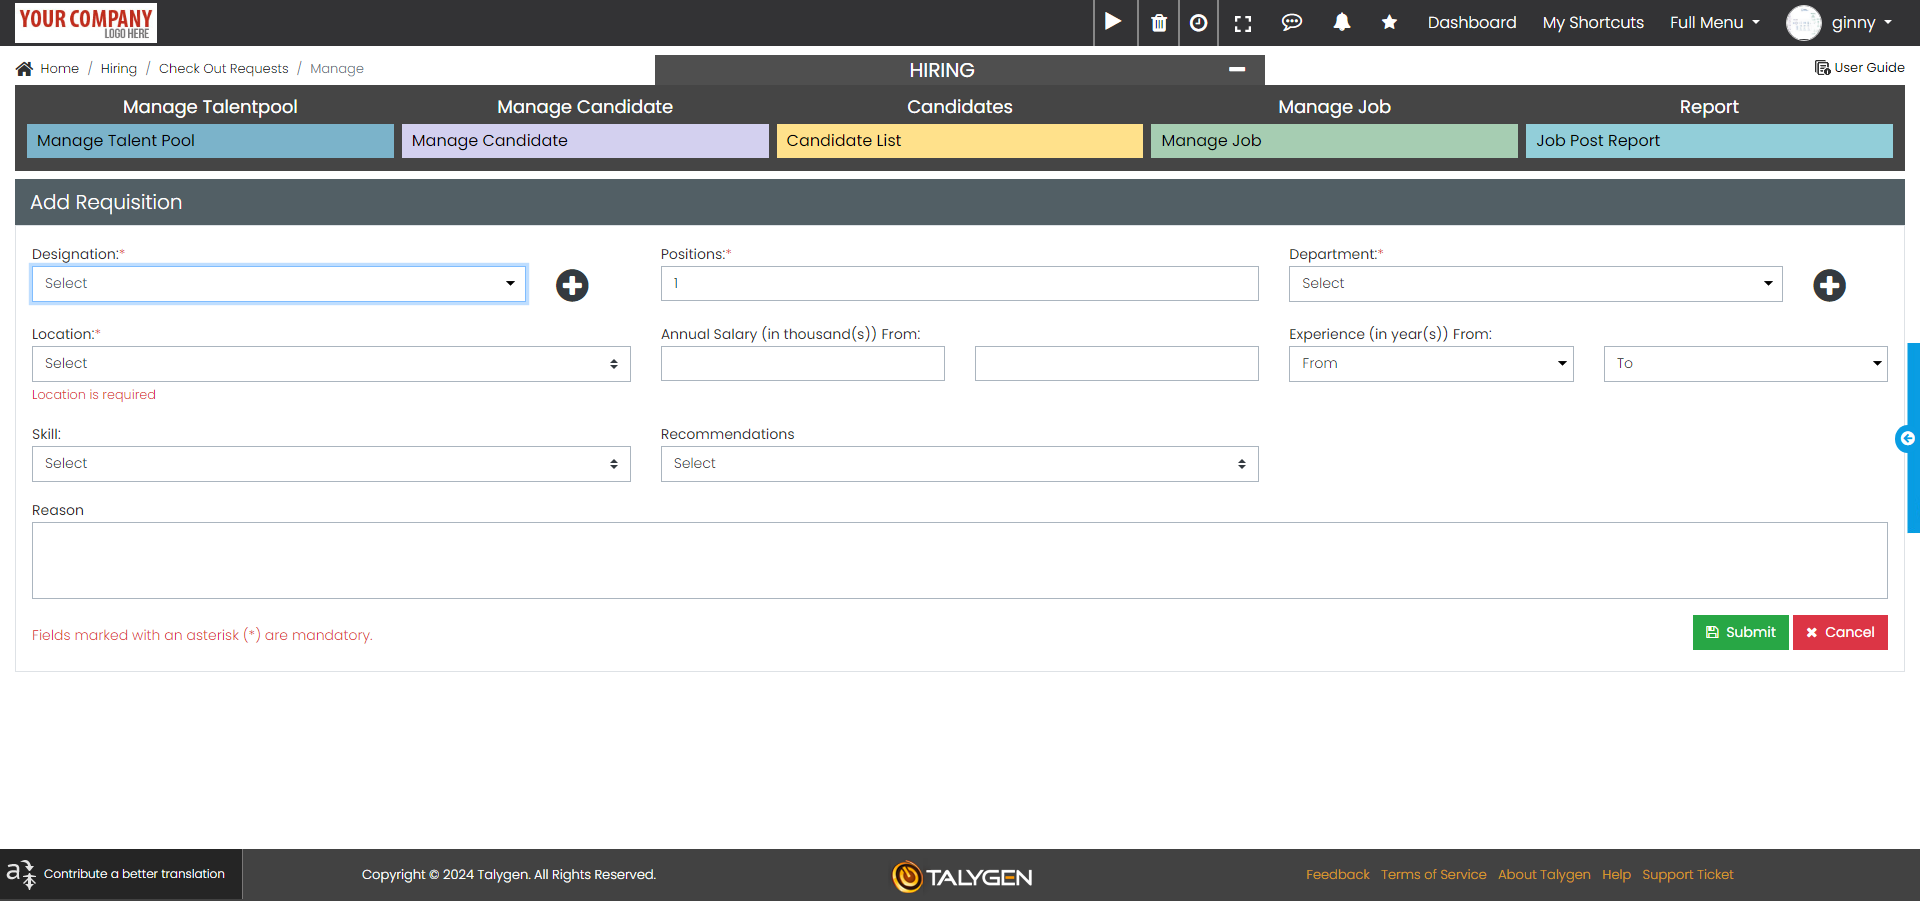 YOUR COMPANY
LOGO HERE
Dashboard
My Shortcuts
Full Menu
ginny
Home / Hiring / Check Out Requests / Manage
HIRING
User Guide
Manage Talentpool
Manage Candidate
Candidates
Manage Job
Report
Manage Talent Pool
Manage Candidate
Candidate List
Manage Job
Job Post Report
Add Requisition
Designation:*
Positions:*
Department:*
Select
1
Select
Location:*
Annual Salary (in thousand(s)) From:
Experience (in year(s)) From:
Select
From
To
Location is required
Skill:
Recommendations
Select
Select
Reason
Fields marked with an asterisk (*) are mandatory.
Submit
Cancel
Contribute a better translation
Copyright © 2024 Talygen. All Rights Reserved.
TALYGEN
Feedback
Terms of Service
About Talygen
Help
Support Ticket